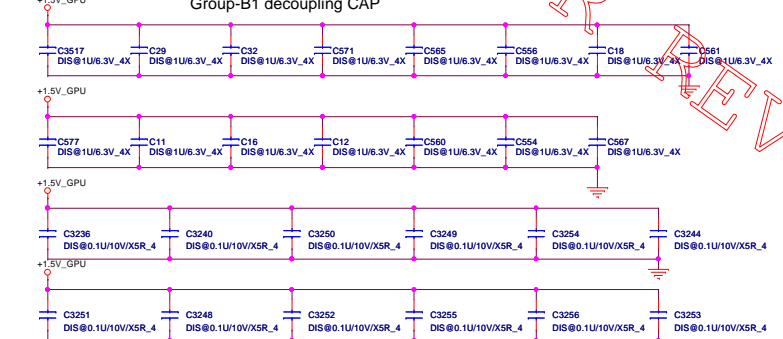 +1.5V_GPU
Group-B1 decoupling CAP
C3517 C29 C32 C571 C565 C556 C18 C561
DIS@1U/6.3V_4X DIS@1U/6.3V_4X DIS@1U/6.3V_4X DIS@1U/6.3V_4X DIS@1U/6.3V_4X DIS@1U/6.3V_4X DIS@1U/6.3V_4X DIS@1U/6.3V_4X
+1.5V_GPU
C577 C11 C16 C12 C560 C554 C567
DIS@1U/6.3V_4X DIS@1U/6.3V_4X DIS@1U/6.3V_4X DIS@1U/6.3V_4X DIS@1U/6.3V_4X DIS@1U/6.3V_4X DIS@1U/6.3V_4X
+1.5V_GPU
C3236 C3240 C3250 C3249 C3254 C3244
DIS@0.1U/10V/X5R_4 DIS@0.1U/10V/X5R_4 DIS@0.1U/10V/X5R_4 DIS@0.1U/10V/X5R_4 DIS@0.1U/10V/X5R_4 DIS@0.1U/10V/X5R_4
+1.5V_GPU
C3251 C3248 C3252 C3255 C3256 C3253
DIS@0.1U/10V/X5R_4 DIS@0.1U/10V/X5R_4 DIS@0.1U/10V/X5R_4 DIS@0.1U/10V/X5R_4 DIS@0.1U/10V/X5R_4 DIS@0.1U/10V/X5R_4
REV